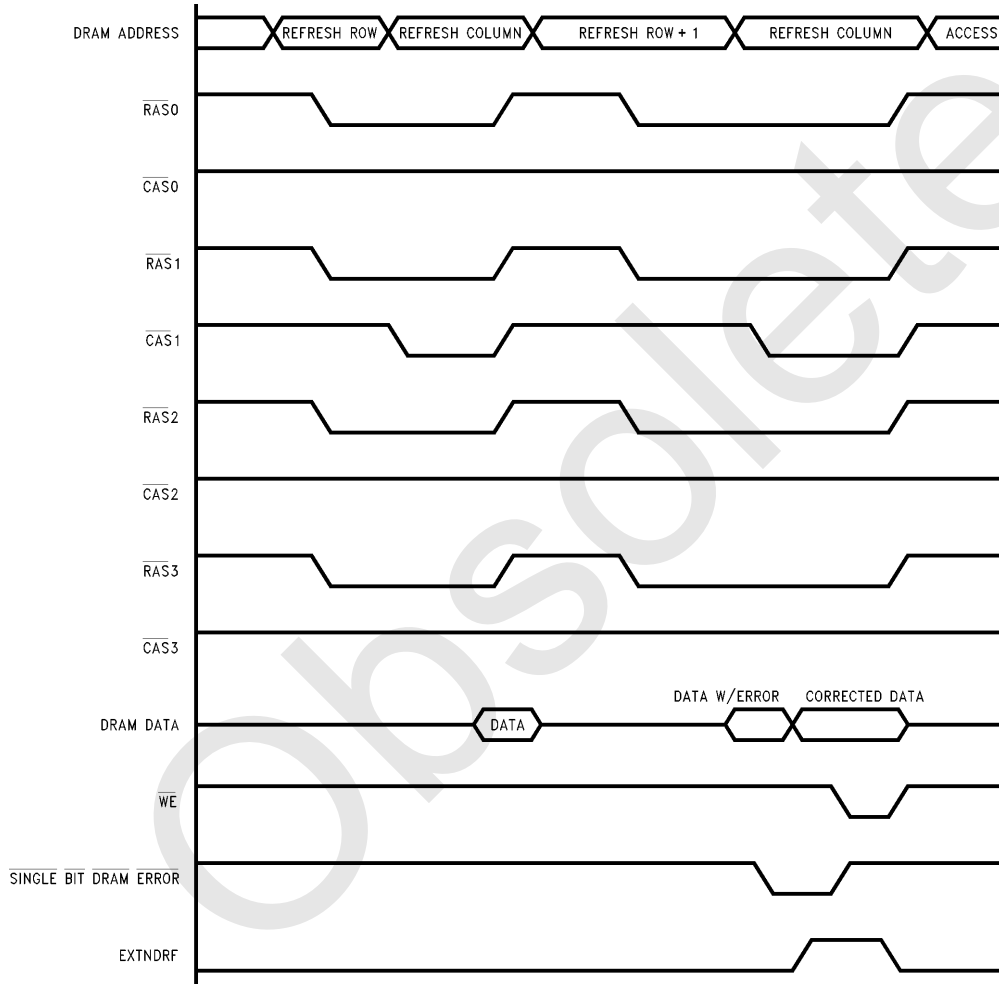 DRAM ADDRESS REFRESH ROW REFRESH COLUMN REFRESH ROW + 1 REFRESH COLUMN ACCESS
RAS0
CAS0
RAS1
CAS1
RAS2
CAS2
RAS3
CAS3
DATA W/ERROR CORRECTED DATA
DRAM DATA DATA
WE
SINGLE BIT DRAM ERROR
EXTNDRF
Obsolete